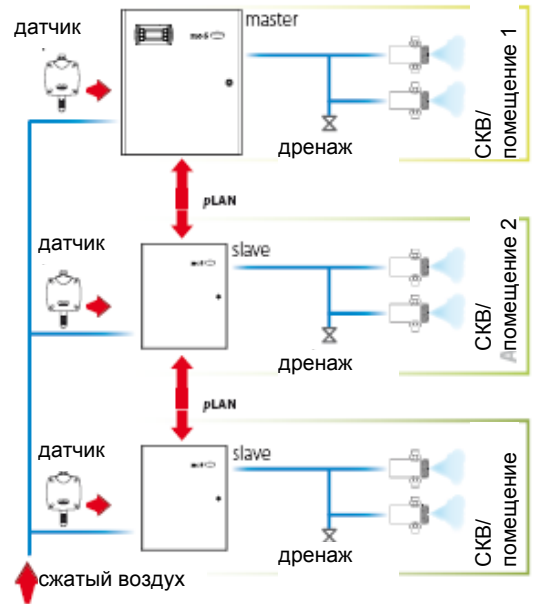 датчик
master
дренаж
СКВ/
помещение 1
pLAN
датчик
slave
дренаж
СКВ/
помещение 2
pLAN
датчик
slave
дренаж
СКВ/
помещение
сжатый воздух